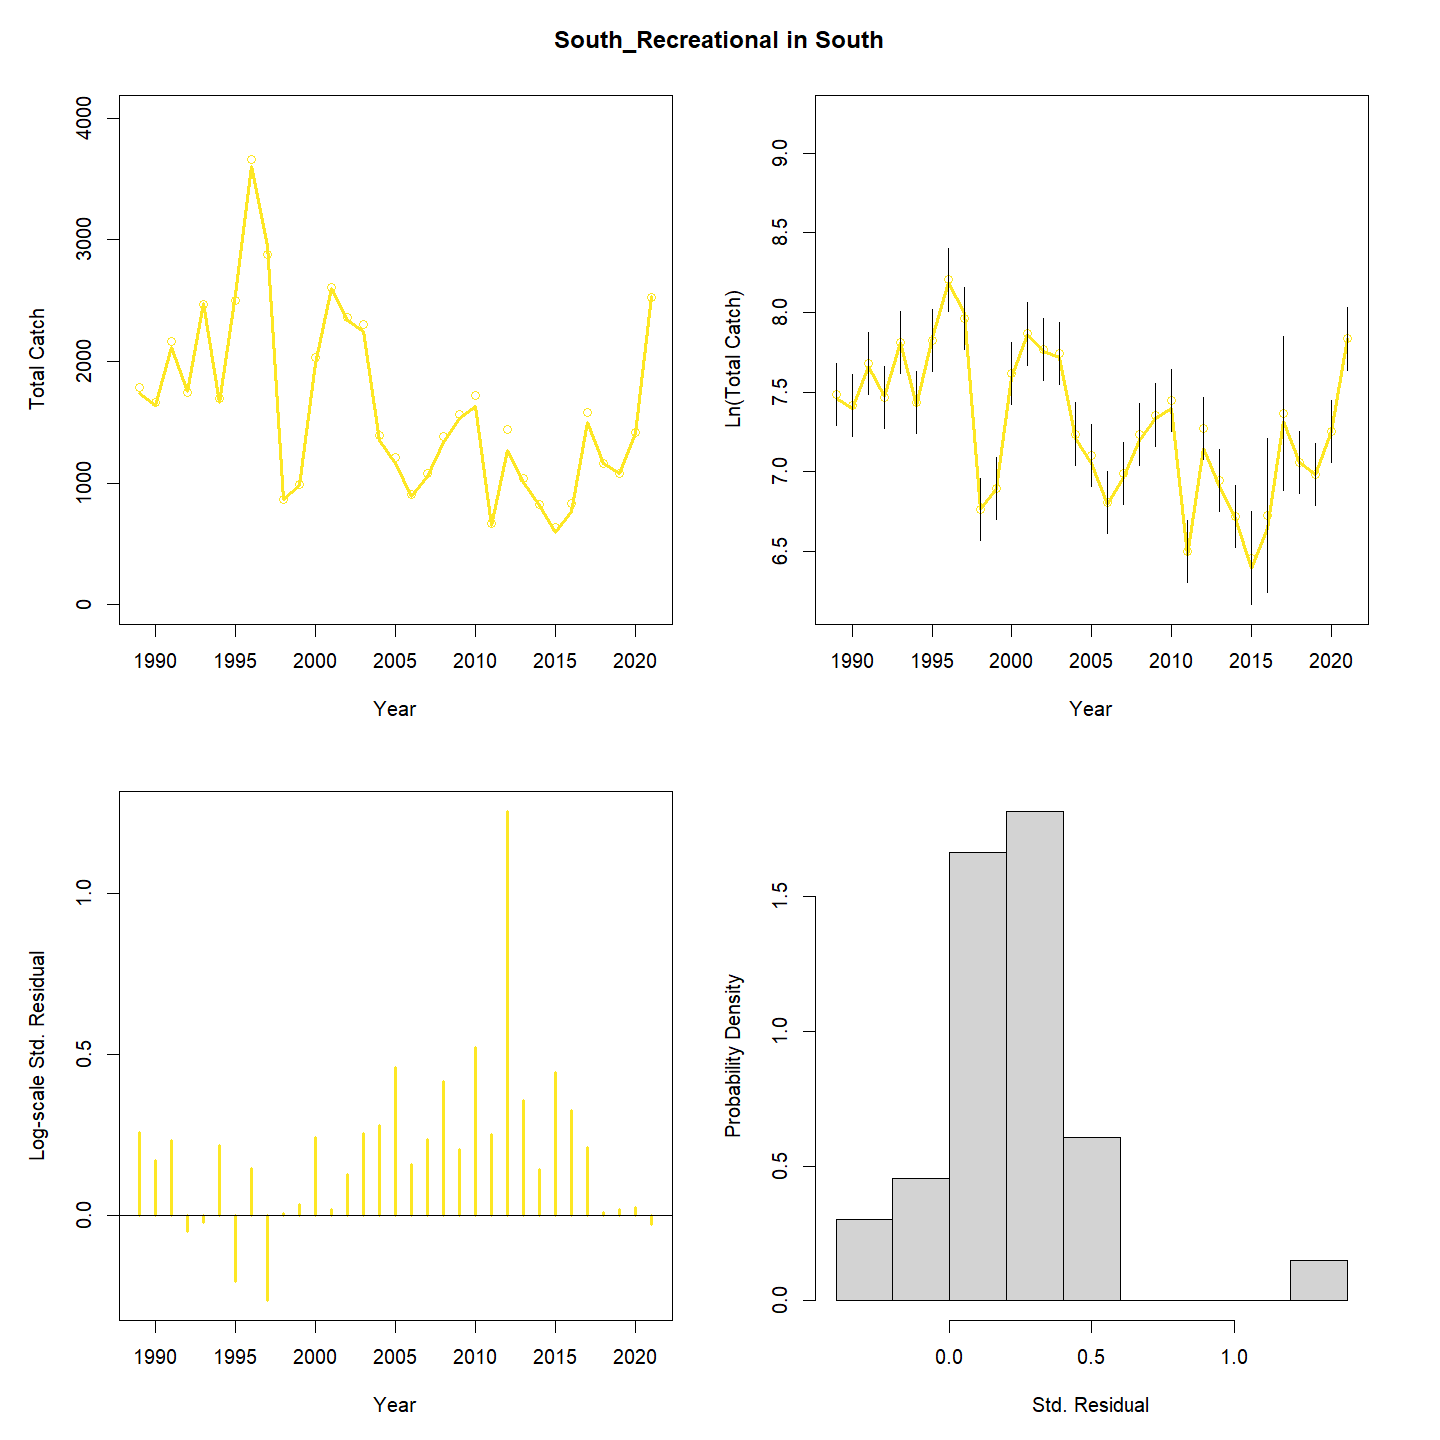 South_Recreational in South
Total Catch
4000
3000
2000
1000
0
1990 1995 2000 2005 2010 2015 2020
Year
Ln(Total Catch)
9.0
8.5
8.0
7.5
7.0
6.5
1990 1995 2000 2005 2010 2015 2020
Year
Log-scale Std. Residual
1.0
0.5
0.0
1990 1995 2000 2005 2010 2015 2020
Year
Probability Density
1.5
1.0
0.5
0.0
0.0 0.5 1.0
Std. Residual